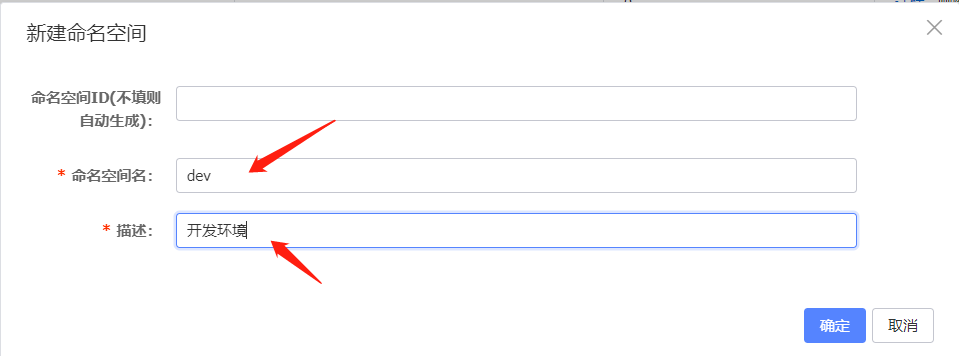 新建命名空间
命名空间ID(不填则
自动生成)：
* 命名空间名： dev
* 描述： 开发环境
确定 取消